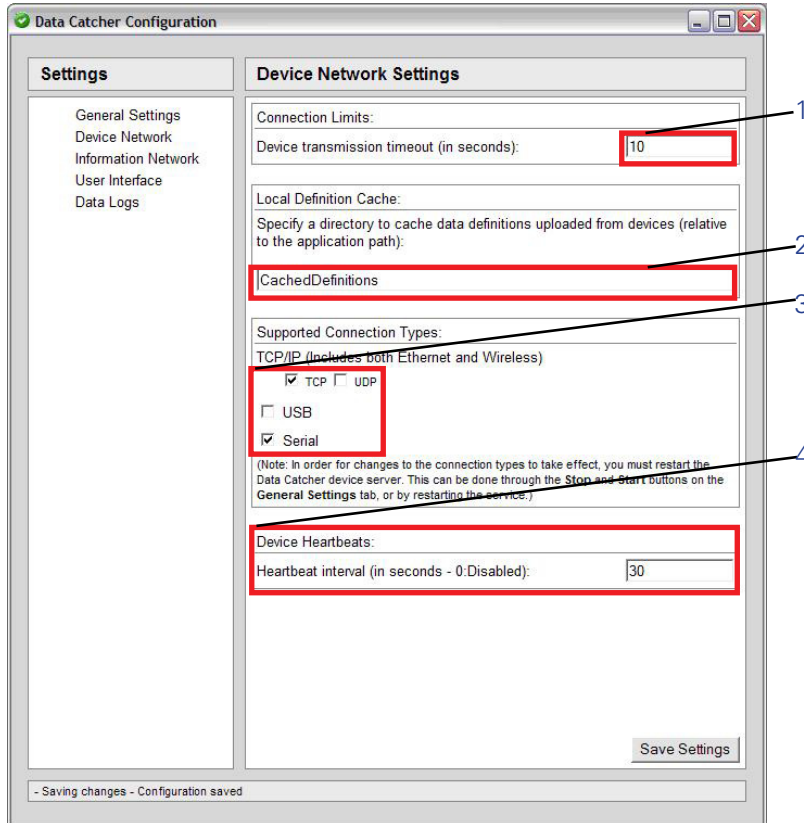 Data Catcher Configuration
Settings
General Settings
Device Network
Information Network
User Interface
Data Logs
Device Network Settings
Connection Limits:
Device transmission timeout (in seconds):
10
1
Local Definition Cache:
Specify a directory to cache data definitions uploaded from devices (relative
to the application path):
CachedDefinitions
2
3
Supported Connection Types:
TCP/IP (Includes both Ethernet and Wireless)
TCP UDP
USB
Serial
(Note: In order for changes to the connection types to take effect, you must restart the
Data Catcher device server. This can be done through the Stop and Start buttons on the
General Settings tab, or by restarting the service.)
4
Device Heartbeats:
Heartbeat interval (in seconds - 0:Disabled):
30
Save Settings
- Saving changes - Configuration saved